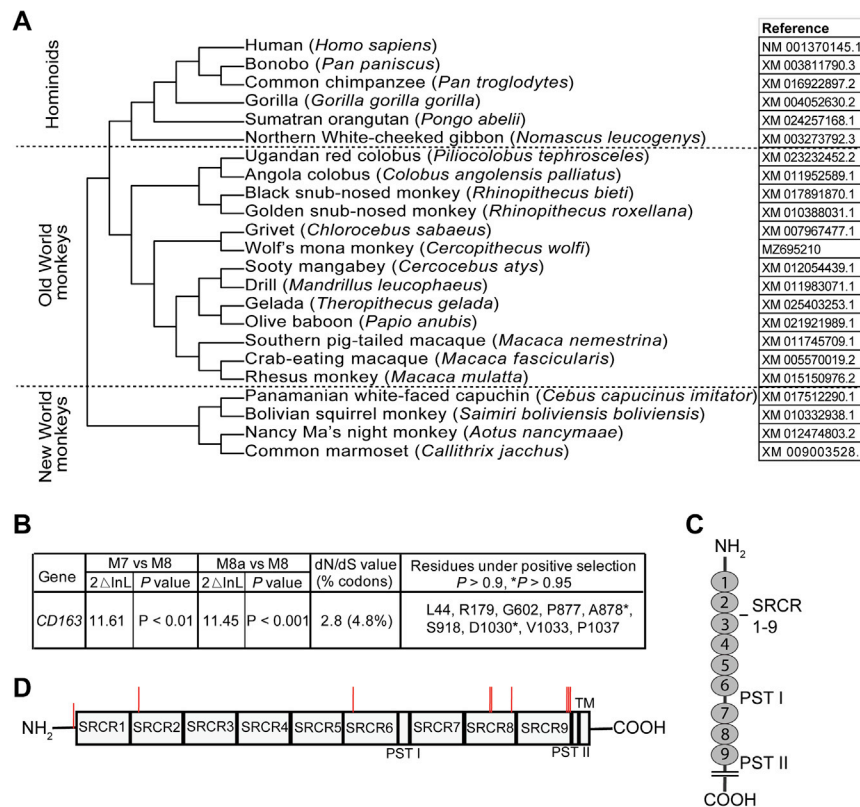 A
Reference
Hominoids
Human (Homo sapiens) NM 001370145.1
Bonobo (Pan paniscus) XM 003811790.3
Common chimpanzee (Pan troglodytes) XM 016922897.2
Gorilla (Gorilla gorilla gorilla) XM 004052630.2
Sumatran orangutan (Pongo abelii) XM 024257168.1
Northern White-cheeked gibbon (Nomascus leucogenys) XM 003273792.3
Old World
monkeys
Ugandan red colobus (Piliocolobus tephrosceles) XM 023232452.2
Angola colobus (Colobus angolensis palliatus) XM 011952589.1
Black snub-nosed monkey (Rhinopithecus bieti) XM 017891870.1
Golden snub-nosed monkey (Rhinopithecus roxellana) XM 010388031.1
Grivet (Chlorocebus sabaeus) XM 007967477.1
Wolf's mona monkey (Cercopithecus wolfi) MZ695210
Sooty mangabey (Cercocebus atys) XM 012054439.1
Drill (Mandrillus leucophaeus) XM 011983071.1
Gelada (Theropithecus gelada) XM 025403253.1
Olive baboon (Papio anubis) XM 021921989.1
Southern pig-tailed macaque (Macaca nemestrina) XM 011745709.1
Crab-eating macaque (Macaca fascicularis) XM 005570019.2
Rhesus monkey (Macaca mulatta) XM 015150976.2
New World
monkeys
Panamanian white-faced capuchin (Cebus capucinus imitator) XM 017512290.1
Bolivian squirrel monkey (Saimiri boliviensis boliviensis) XM 010332938.1
Nancy Ma's night monkey (Aotus nancymaae) XM 012474803.2
Common marmoset (Callithrix jacchus) XM 009003528.
B
Gene M7 vs M8 M8a vs M8 dN/dS value
(% codons) Residues under positive selection
P > 0.9, *P > 0.95
2△lnL P value 2△lnL P value
CD163 11.61 P < 0.01 11.45 P < 0.001 2.8 (4.8%) L44, R179, G602, P877, A878*,
S918, D1030*, V1033, P1037
C
NH2
1
2
3
4
5
6
7
8
9
SRCR
1-9
PST I
PST II
COOH
D
TM
NH2 SRCR1 SRCR2 SRCR3 SRCR4 SRCR5 SRCR6 SRCR7 SRCR8 SRCR9 COOH
PST I PST II